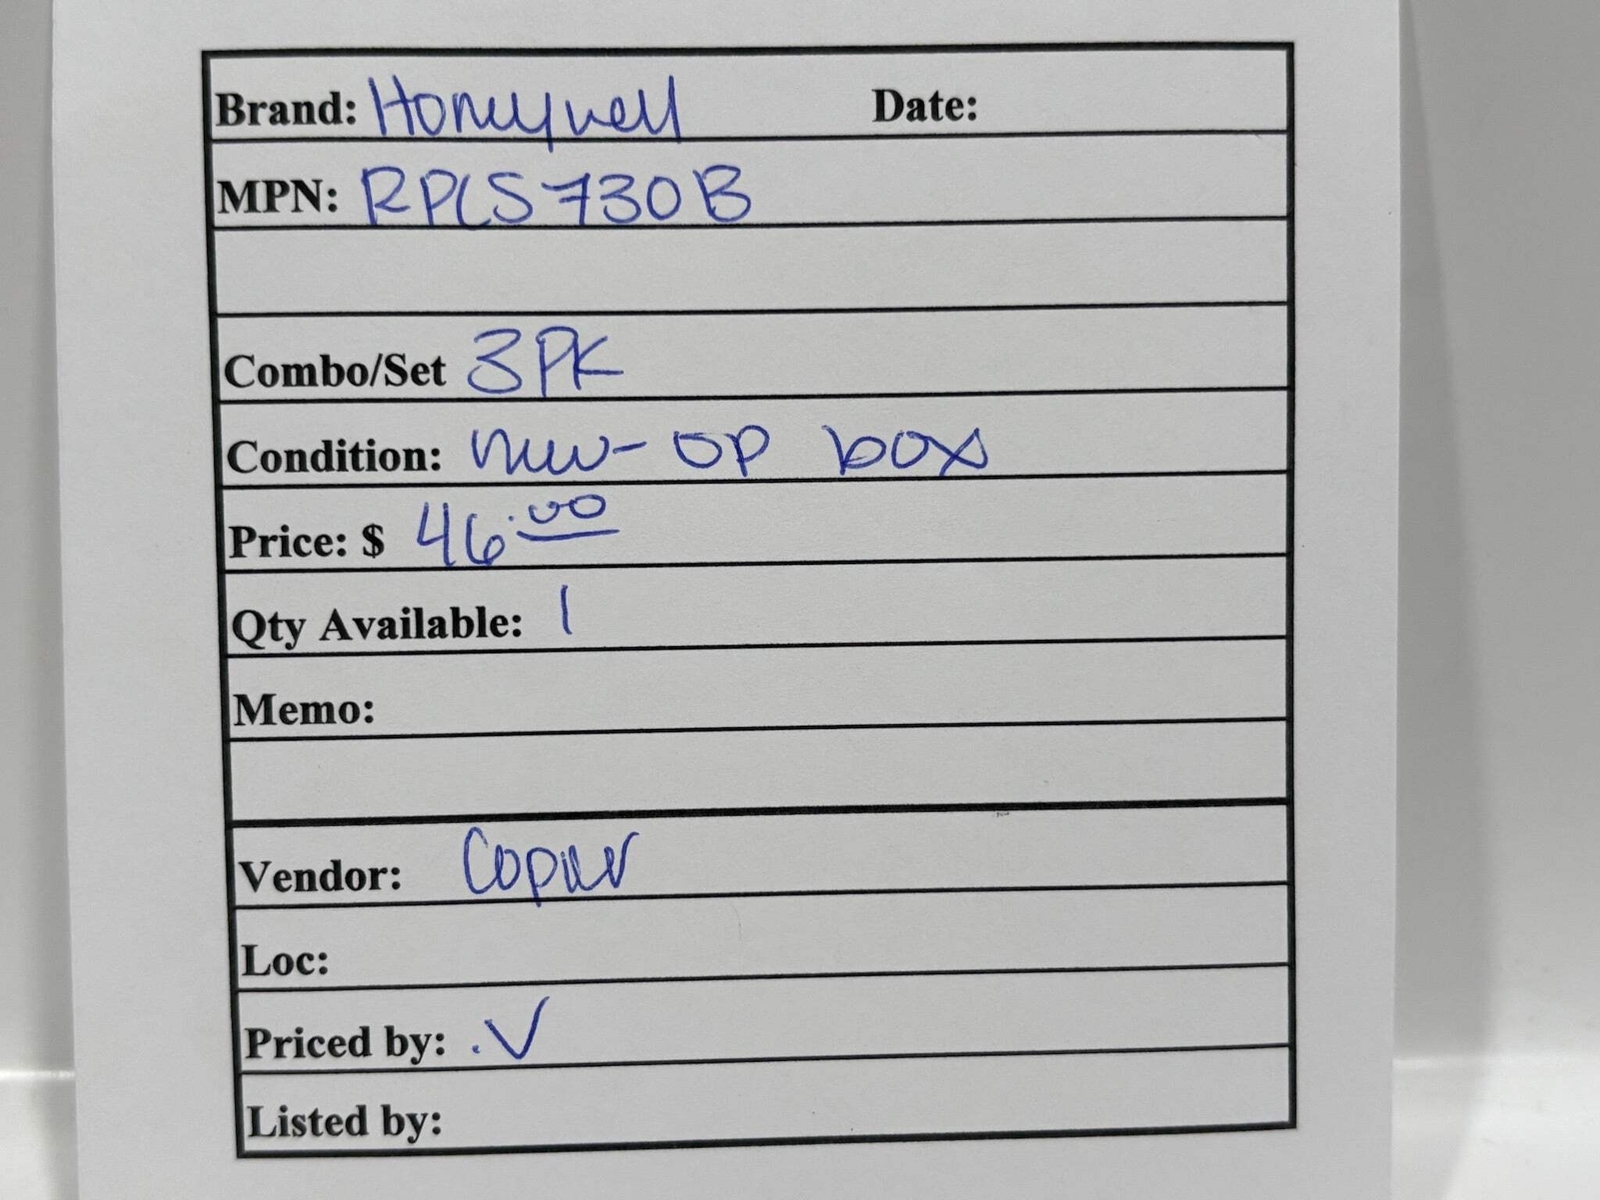 Brand: Honeywell Date:
MPN: RPLS730B
Combo/Set 3PK
Condition: new-op box
Price: $ 46.00
Qty Available: 1
Memo:
Vendor: Copier
Loc:
Priced by: .V
Listed by: